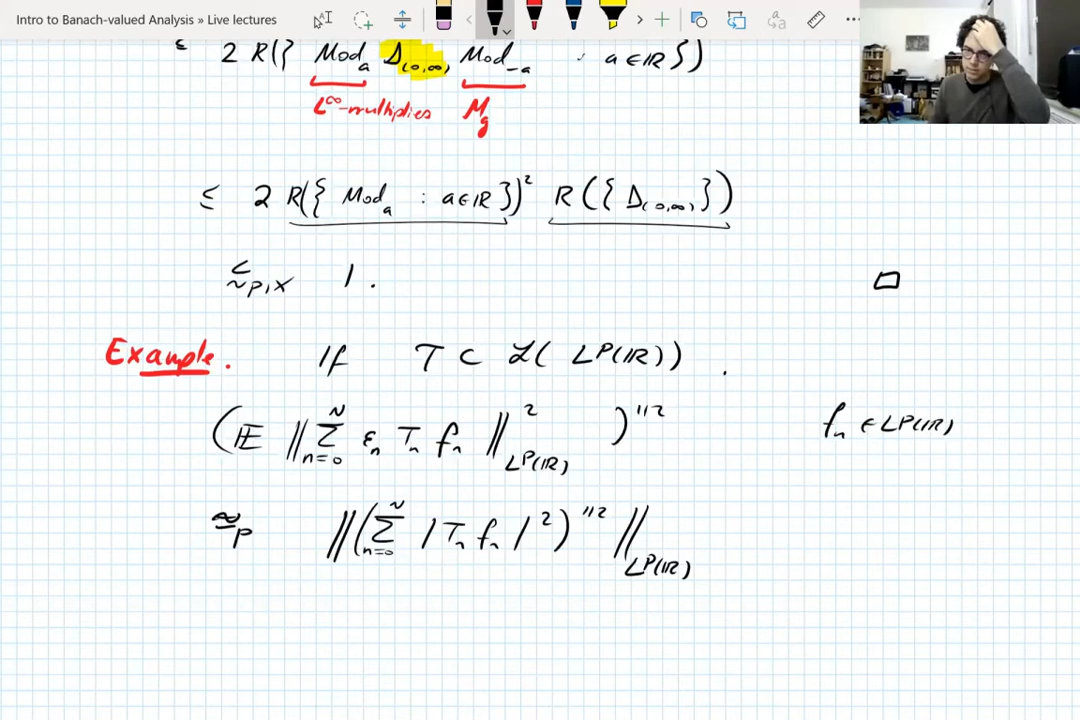 Intro to Banach-valued Analysis » Live lectures
≤ 2 R({ Mod_a Δ_(0,∞) Mod_-a : a ∈ ℝ })
L^∞-multiplies M_g
≤ 2 R({ Mod_a : a ∈ ℝ })² R({ Δ_(0,∞) })
≲_p,X 1. □
Example. If T ⊂ ℒ(L^p(ℝ)).
(𝔼 ‖ Σ_{n=0}^N ε_n T_n f_n ‖²_{L^p(ℝ)})^{1/2} f_n ∈ L^p(ℝ)
≂_p ‖(Σ_{n=0}^N |T_n f_n|²)^{1/2}‖_{L^p(ℝ)}